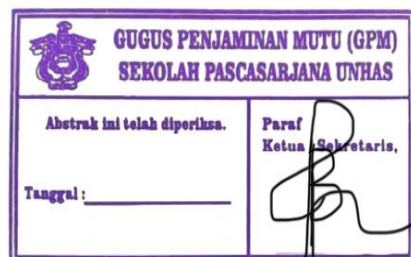 GUGUS PENJAMINAN MUTU (GPM)
SEKOLAH PASCASARJANA UNHAS
Abstrak ini telah diperiksa.
Tanggal :
Paraf
Ketua / Sekretaris,